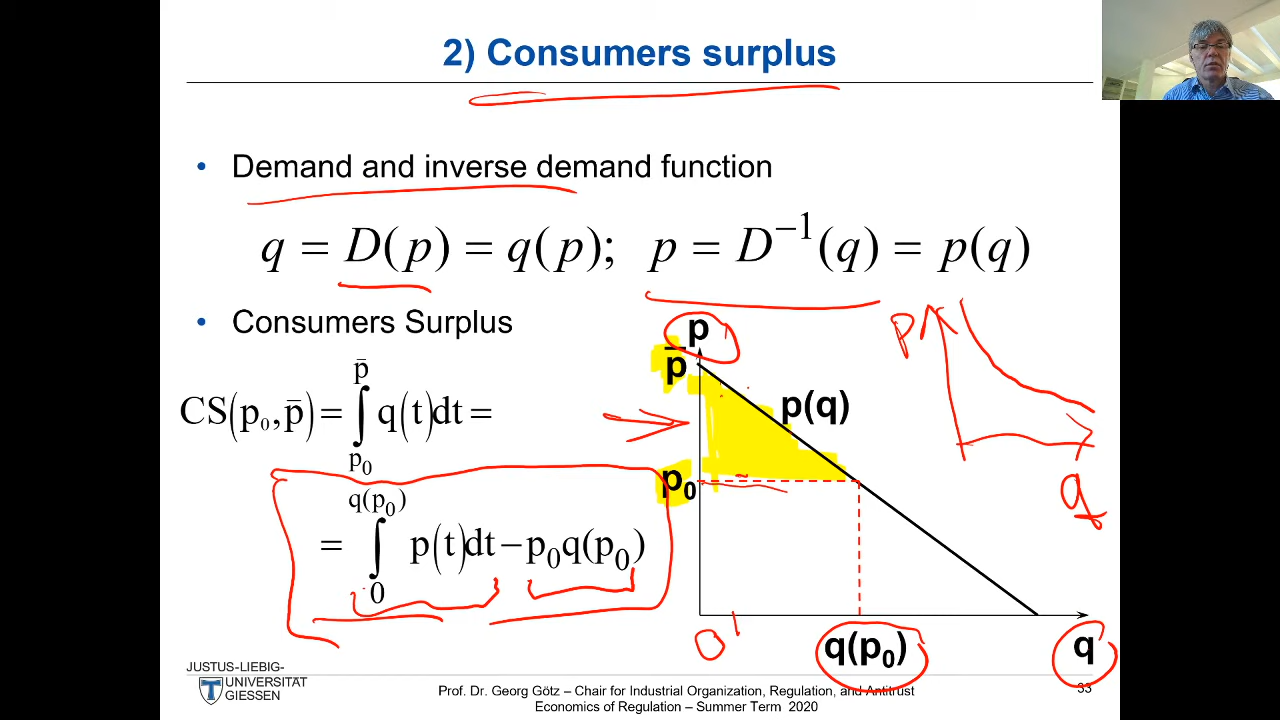 2) Consumers surplus
• Demand and inverse demand function
q = D(p) = q(p); p = D⁻¹(q) = p(q)
• Consumers Surplus
CS(p₀, p̄) = ∫_{p₀}^{p̄} q(t)dt =
= ∫_{0}^{q(p₀)} p(t)dt − p₀q(p₀)
p
p̄
p(q)
p₀
0
q(p₀)
q
p
q
JUSTUS-LIEBIG-
UNIVERSITAT
GIESSEN
Prof. Dr. Georg Götz – Chair for Industrial Organization, Regulation, and Antitrust
Economics of Regulation – Summer Term 2020
33